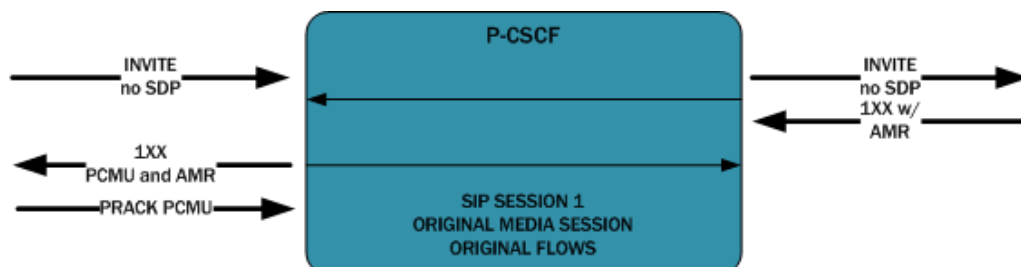 P-CSCF
INVITE
no SDP
INVITE
no SDP
1XX w/
AMR
1XX
PCMU and AMR
PRACK PCMU
SIP SESSION 1
ORIGINAL MEDIA SESSION
ORIGINAL FLOWS